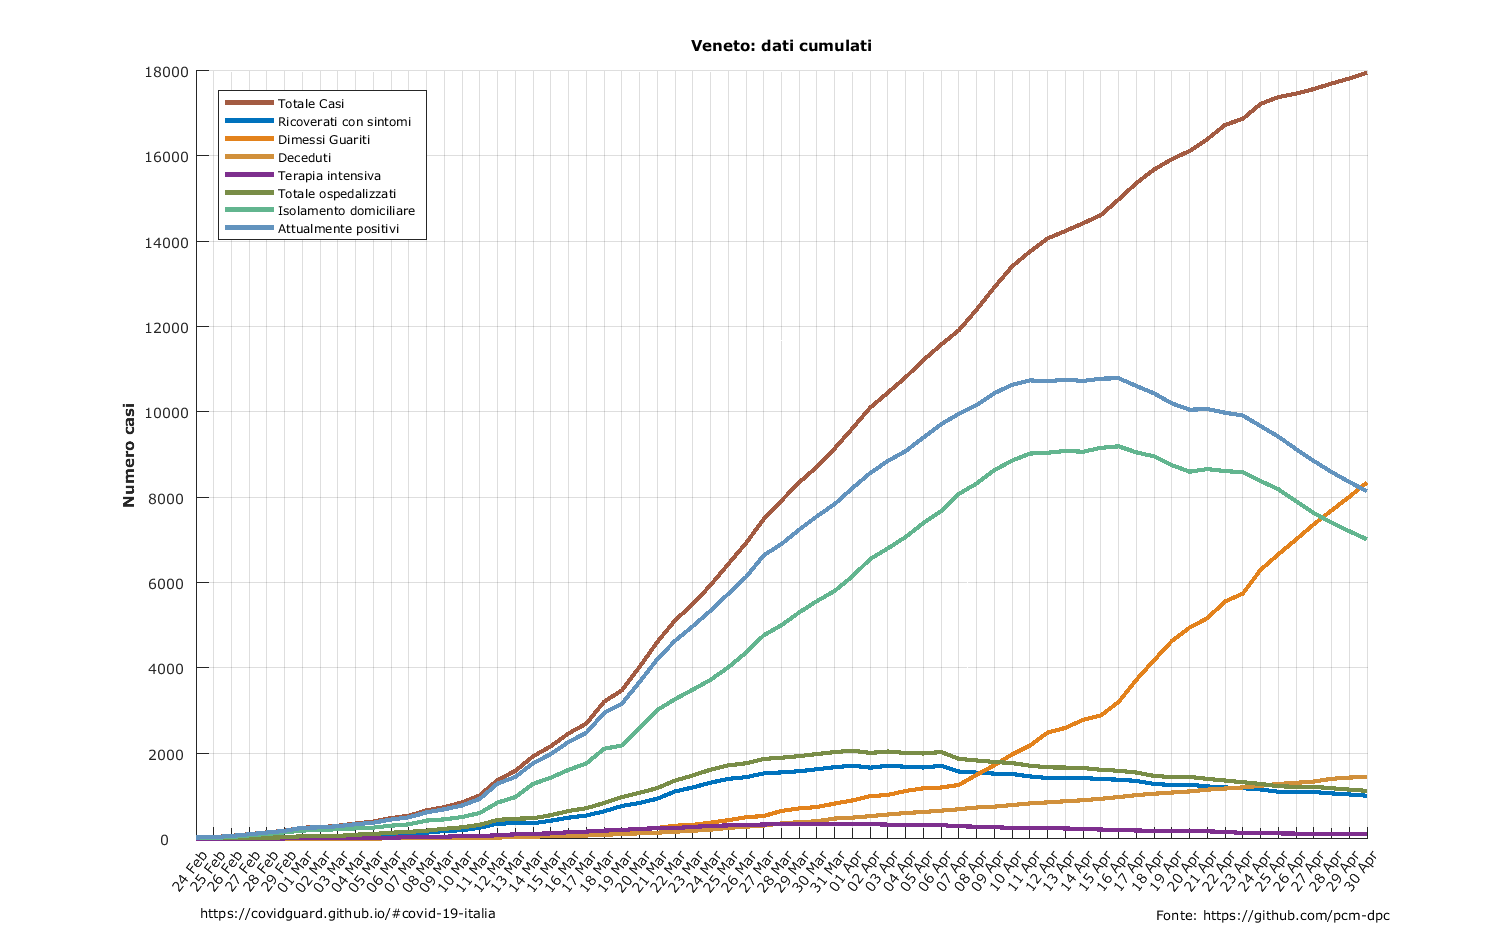 Veneto: dati cumulati
18000
16000
14000
12000
10000
8000
6000
4000
2000
0
Numero casi
Totale Casi
Ricoverati con sintomi
Dimessi Guariti
Deceduti
Terapia intensiva
Totale ospedalizzati
Isolamento domiciliare
Attualmente positivi
24 Feb
25 Feb
26 Feb
27 Feb
28 Feb
29 Feb
01 Mar
02 Mar
03 Mar
04 Mar
05 Mar
06 Mar
07 Mar
08 Mar
09 Mar
10 Mar
11 Mar
12 Mar
13 Mar
14 Mar
15 Mar
16 Mar
17 Mar
18 Mar
19 Mar
20 Mar
21 Mar
22 Mar
23 Mar
24 Mar
25 Mar
26 Mar
27 Mar
28 Mar
29 Mar
30 Mar
31 Mar
01 Apr
02 Apr
03 Apr
04 Apr
05 Apr
06 Apr
07 Apr
08 Apr
09 Apr
10 Apr
11 Apr
12 Apr
13 Apr
14 Apr
15 Apr
16 Apr
17 Apr
18 Apr
19 Apr
20 Apr
21 Apr
22 Apr
23 Apr
24 Apr
25 Apr
26 Apr
27 Apr
28 Apr
29 Apr
30 Apr
https://covidguard.github.io/#covid-19-italia
Fonte: https://github.com/pcm-dpc